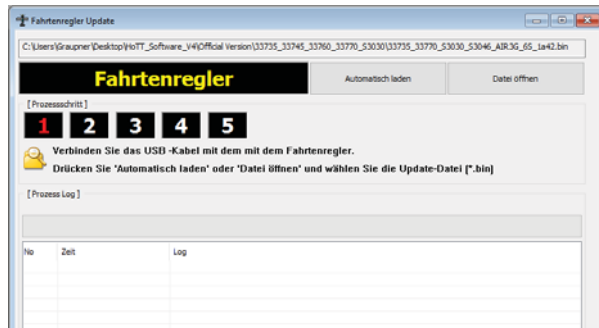 Fahrtenregler Update
C:\Users\Graupner\Desktop\HoTT_Software_V4\Official Version\33735_33745_33760_33770_S3030\33735_33770_S3030_S3046_AIR3G_6S_1a42.bin
Fahrtenregler
Automatisch laden
Datei öffnen
[ Prozessschritt ]
1 2 3 4 5
Verbinden Sie das USB -Kabel mit dem mit dem Fahrtenregler.
Drücken Sie 'Automatisch laden' oder 'Datei öffnen' und wählen Sie die Update-Datei (*.bin)
[ Prozess Log ]
No Zeit Log